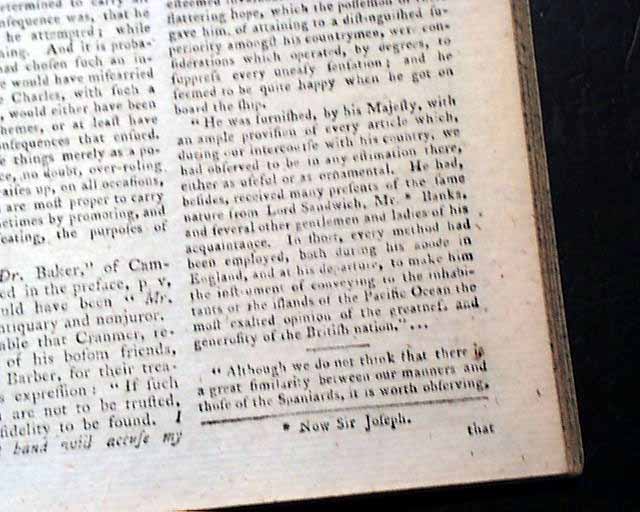 determined to carry an
nsequence was, that he
he attempted; while
ning. And it is proba-
had chosen such an in-
e would have miscarried
e Charles, with such a
, would either have been
hemes, or at least have
nsequences that ensued.
e things merely as a po-
ce, no doubt, over-ruling
raises up, on all occasions,
are most proper to carry
etimes by promoting, and
eating, the purposes of
Dr. Baker," of Cam-
ed in the preface, p. v,
uld have been "Mr.
ntiquary and nonjuror.
able that Cranmer, re-
of his bosom friends,
Barber, for their trea-
s expression: "If such
are not to be trusted,
fidelity to be found. I
hand will accuse my
flattering hope, which the possession of
gave him, of attaining to a distinguished su-
periority amongst his countrymen, were con-
siderations which operated, by degrees, to
suppress every uneasy sensation; and he
seemed to be quite happy when he got on
board the ship.
"He was furnished, by his Majesty, with
an ample provision of every article which,
during our intercourse with his country, we
had observed to be in any estimation there,
either as useful or as ornamental. He had,
besides, received many presents of the same
nature from Lord Sandwich, Mr. * Banks,
and several other gentlemen and ladies of his
acquaintance. In short, every method had
been employed, both during his abode in
England, and at his departure, to make him
the instrument of conveying to the inhabi-
tants of the islands of the Pacific Ocean the
most exalted opinion of the greatness and
generosity of the British nation."...
"Although we do not think that there is
a great similarity between our manners and
those of the Spaniards, it is worth observing,
* Now Sir Joseph.
that